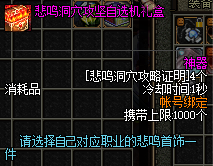 悲鸣洞穴攻坚自选机礼盒
神器
[悲鸣洞穴攻略证明]4个
消耗品
冷却时间1秒
帐号绑定
携带上限1000个
请选择自己对应职业的悲鸣首饰一
件